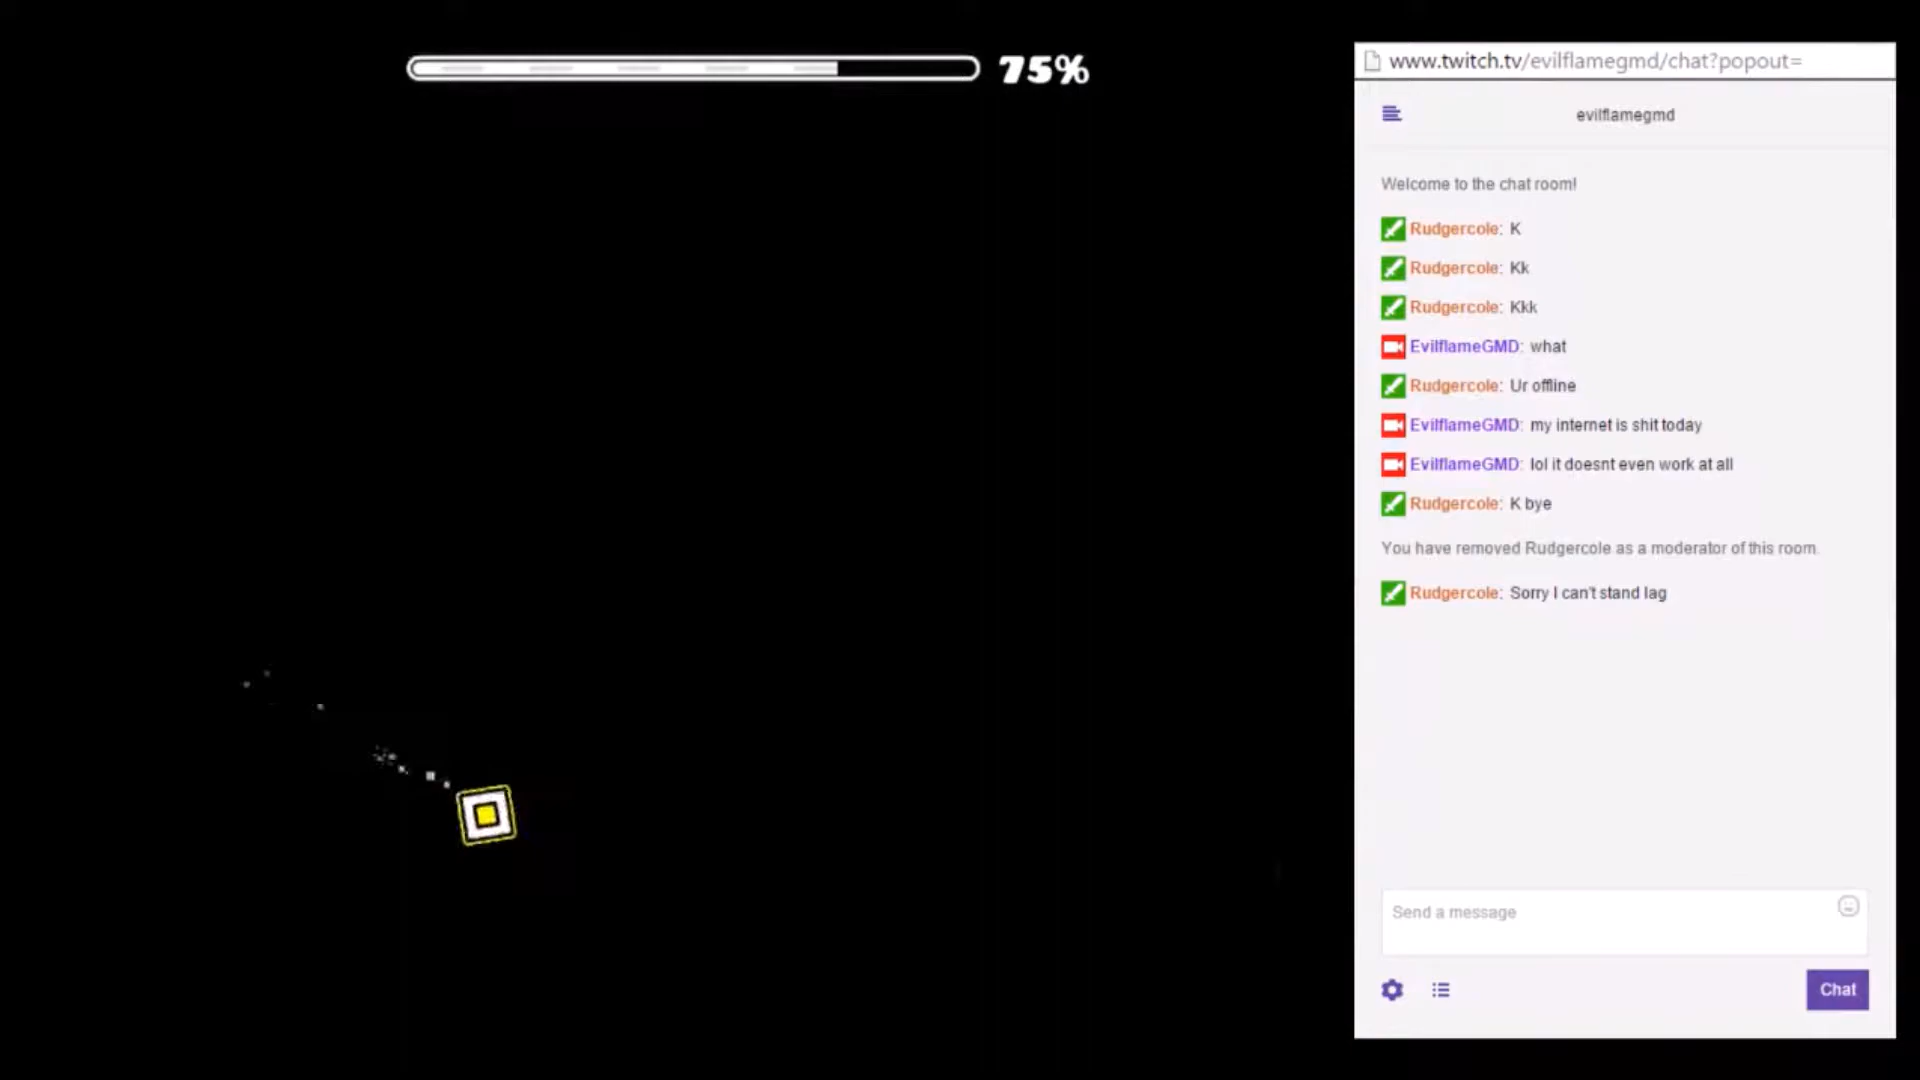 75%
www.twitch.tv/evilflamegmd/chat?popout=
evilflamegmd
Welcome to the chat room!
Rudgercole: K
Rudgercole: Kk
Rudgercole: Kkk
EvilflameGMD: what
Rudgercole: Ur offline
EvilflameGMD: my internet is shit today
EvilflameGMD: lol it doesnt even work at all
Rudgercole: K bye
You have removed Rudgercole as a moderator of this room.
Rudgercole: Sorry I can't stand lag
Send a message
Chat